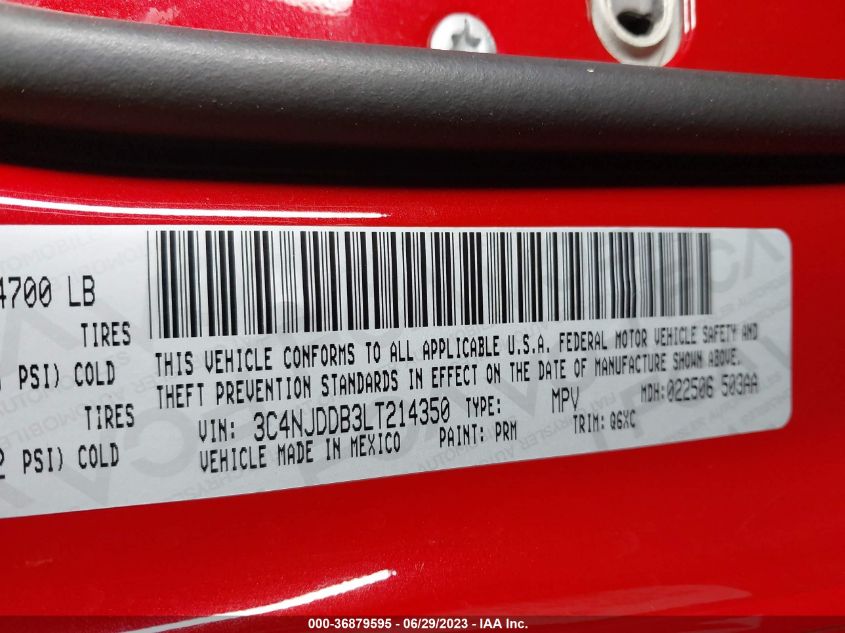 4700 LB
TIRES
PSI) COLD
TIRES
PSI) COLD
THIS VEHICLE CONFORMS TO ALL APPLICABLE U.S.A. FEDERAL MOTOR VEHICLE SAFETY AND
THEFT PREVENTION STANDARDS IN EFFECT ON THE DATE OF MANUFACTURE SHOWN ABOVE.
VIN: 3C4NJDDB3LT214350 TYPE: MPV MDH:022506 503AA
VEHICLE MADE IN MEXICO PAINT: PRM TRIM: Q6XC
000-36879595 - 06/29/2023 - IAA Inc.